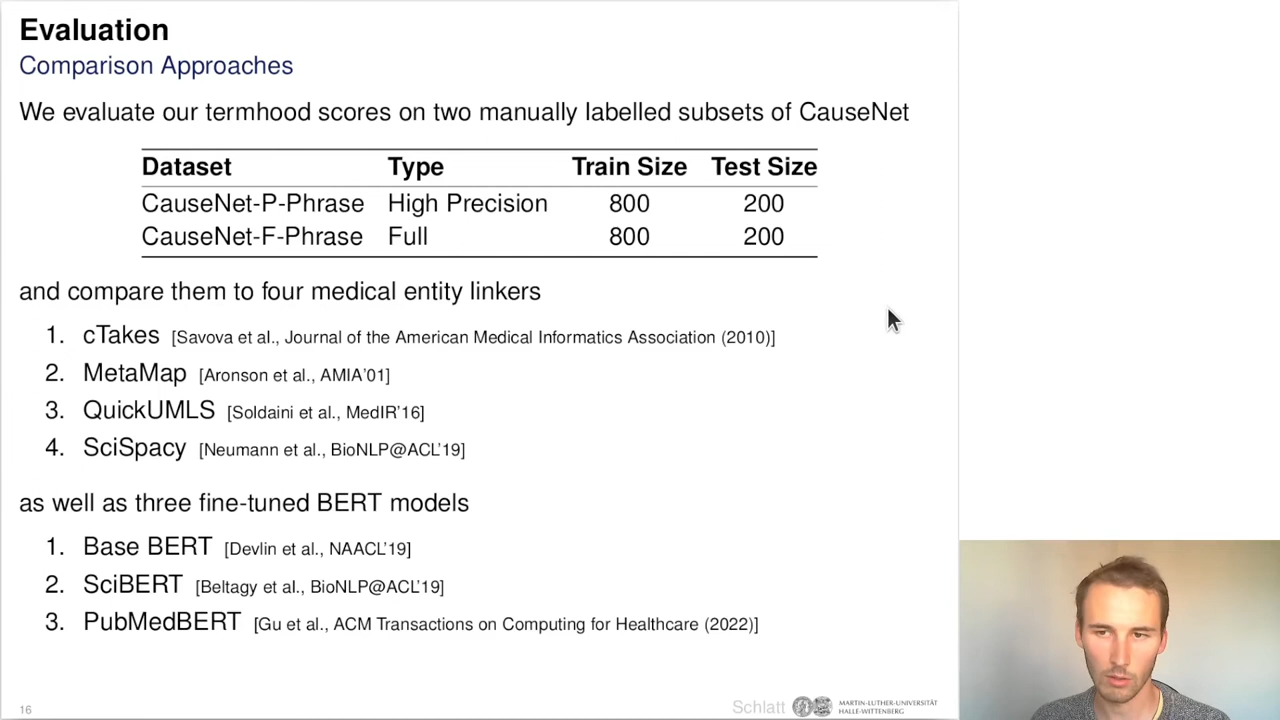 Evaluation
Comparison Approaches
We evaluate our termhood scores on two manually labelled subsets of CauseNet
Dataset Type Train Size Test Size
CauseNet-P-Phrase High Precision 800 200
CauseNet-F-Phrase Full 800 200
and compare them to four medical entity linkers
1. cTakes [Savova et al., Journal of the American Medical Informatics Association (2010)]
2. MetaMap [Aronson et al., AMIA'01]
3. QuickUMLS [Soldaini et al., MedIR'16]
4. SciSpacy [Neumann et al., BioNLP@ACL'19]
as well as three fine-tuned BERT models
1. Base BERT [Devlin et al., NAACL'19]
2. SciBERT [Beltagy et al., BioNLP@ACL'19]
3. PubMedBERT [Gu et al., ACM Transactions on Computing for Healthcare (2022)]
16
Schlatt
MARTIN-LUTHER-UNIVERSITÄT
HALLE-WITTENBERG